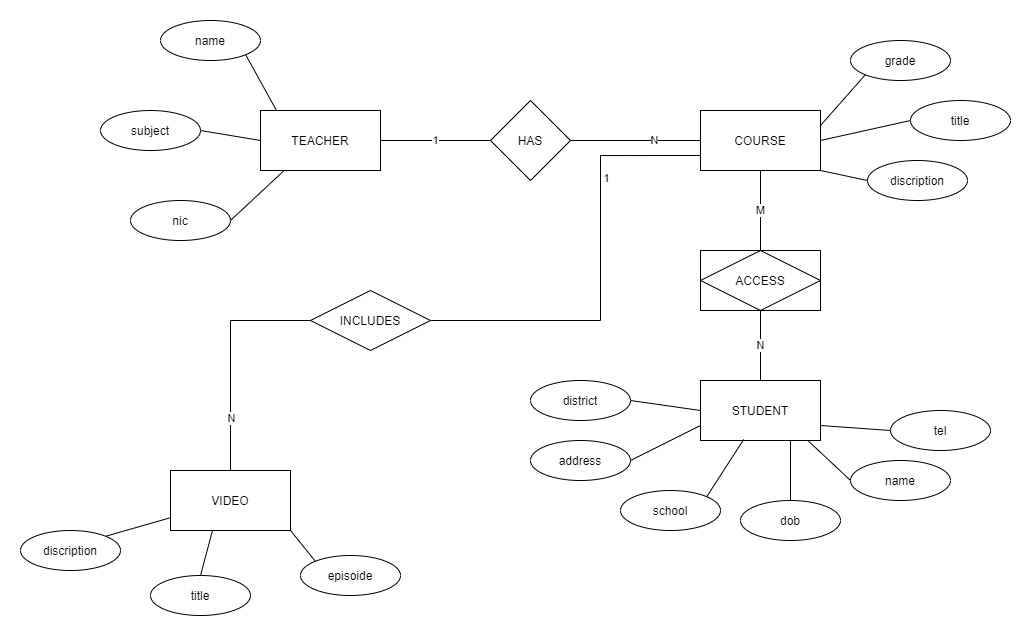 name
grade
title
subject
TEACHER
1
HAS
N
COURSE
discription
1
nic
M
ACCESS
INCLUDES
N
district
STUDENT
N
tel
address
name
VIDEO
school
dob
discription
episoide
title